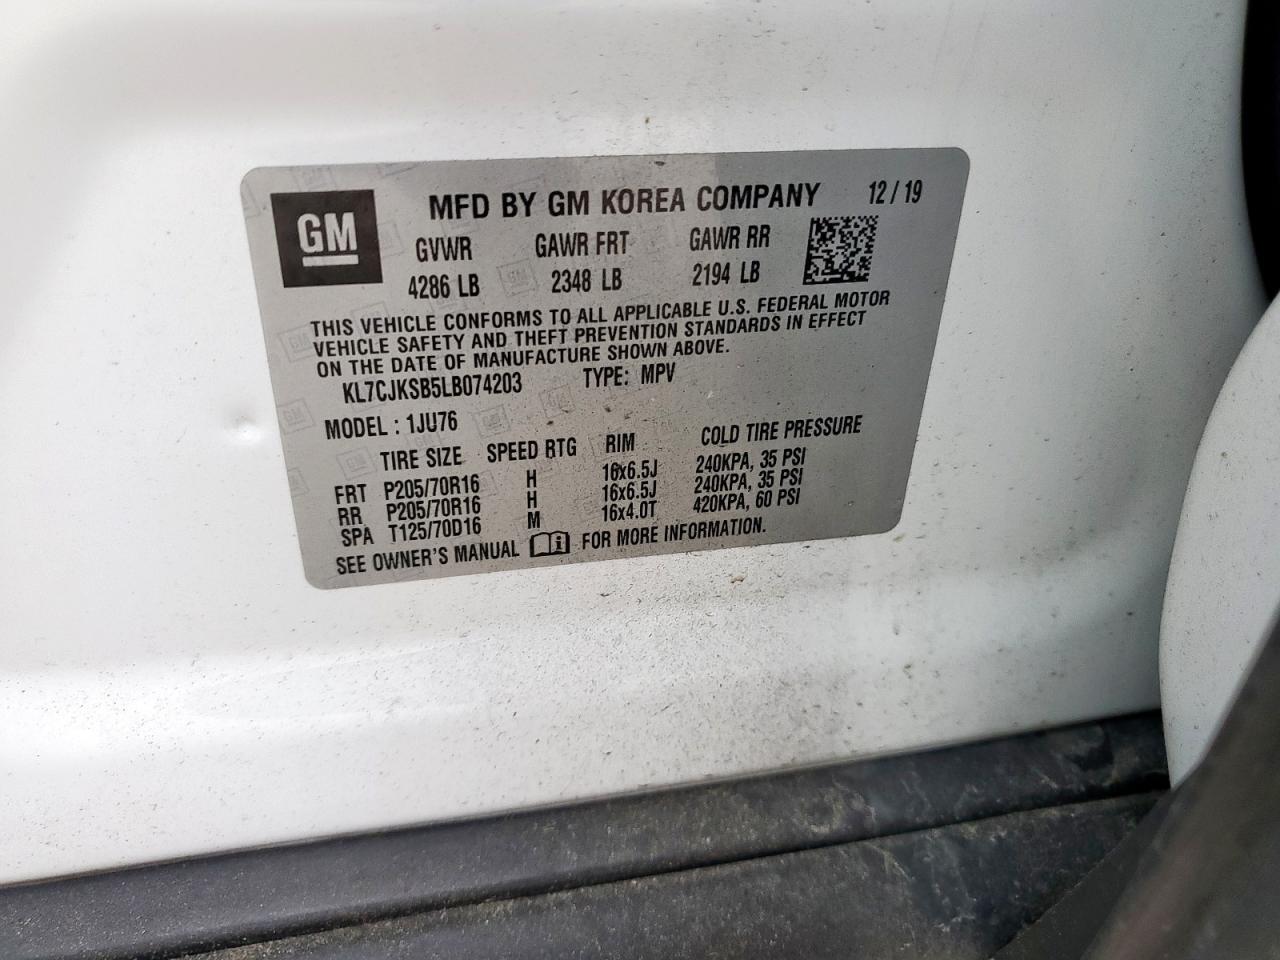 GM
MFD BY GM KOREA COMPANY 12/19
GVWR GAWR FRT GAWR RR
4286 LB 2348 LB 2194 LB
THIS VEHICLE CONFORMS TO ALL APPLICABLE U.S. FEDERAL MOTOR
VEHICLE SAFETY AND THEFT PREVENTION STANDARDS IN EFFECT
ON THE DATE OF MANUFACTURE SHOWN ABOVE.
KL7CJKSB5LB074203 TYPE: MPV
MODEL : 1JU76
TIRE SIZE SPEED RTG RIM COLD TIRE PRESSURE
FRT P205/70R16 H 16x6.5J 240KPA, 35 PSI
RR P205/70R16 H 16x6.5J 240KPA, 35 PSI
SPA T125/70D16 M 16x4.0T 420KPA, 60 PSI
SEE OWNER'S MANUAL i FOR MORE INFORMATION.